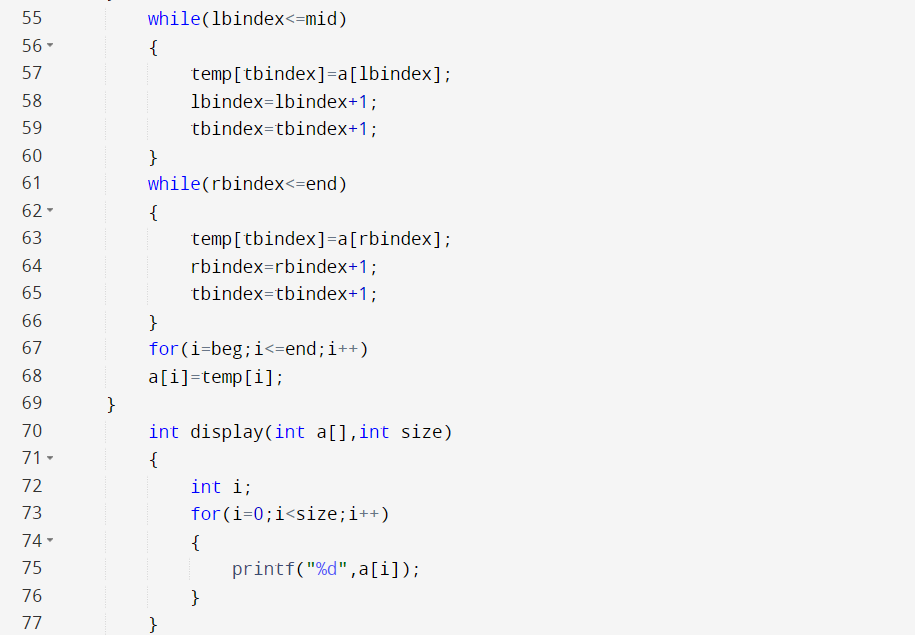 55 while(lbindex<=mid)
56 {
57 temp[tbindex]=a[lbindex];
58 lbindex=lbindex+1;
59 tbindex=tbindex+1;
60 }
61 while(rbindex<=end)
62 {
63 temp[tbindex]=a[rbindex];
64 rbindex=rbindex+1;
65 tbindex=tbindex+1;
66 }
67 for(i=beg;i<=end;i++)
68 a[i]=temp[i];
69 }
70 int display(int a[],int size)
71 {
72 int i;
73 for(i=0;i<size;i++)
74 {
75 printf("%d",a[i]);
76 }
77 }